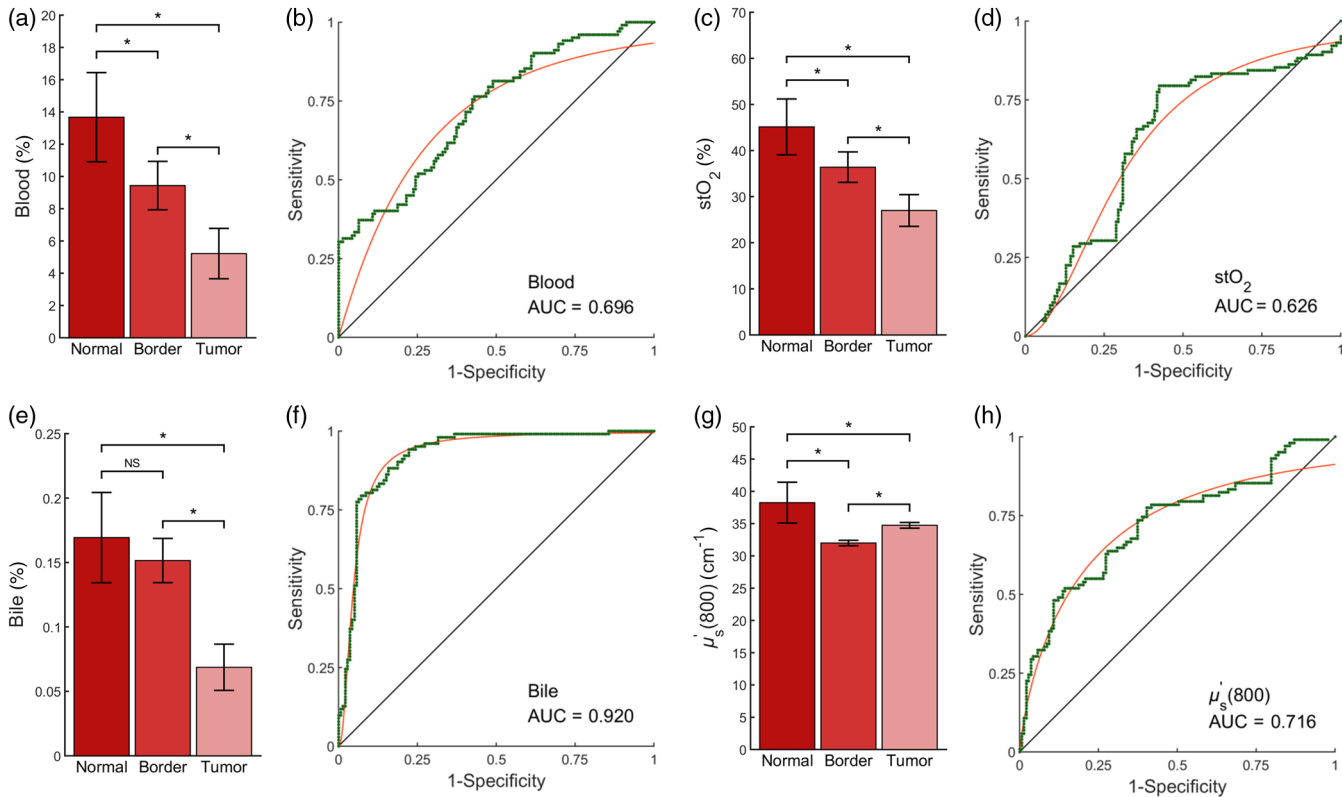 (a)
20
18
16
14
12
10
8
6
4
2
0
Blood (%)
*
*
*
Normal Border Tumor
(b)
1
0.75
0.5
0.25
0
Sensitivity
Blood
AUC = 0.696
0 0.25 0.5 0.75 1
1-Specificity
(c)
70
60
50
40
30
20
10
0
stO2 (%)
*
*
*
Normal Border Tumor
(d)
1
0.75
0.5
0.25
0
Sensitivity
stO2
AUC = 0.626
0 0.25 0.5 0.75 1
1-Specificity
(e)
0.25
0.2
0.15
0.1
0.05
0
Bile (%)
*
NS
*
Normal Border Tumor
(f)
1
0.75
0.5
0.25
0
Sensitivity
Bile
AUC = 0.920
0 0.25 0.5 0.75 1
1-Specificity
(g)
50
45
40
35
30
25
20
15
10
5
0
μs'(800) (cm-1)
*
*
*
Normal Border Tumor
(h)
1
0.75
0.5
0.25
0
Sensitivity
μs'(800)
AUC = 0.716
0 0.25 0.5 0.75 1
1-Specificity